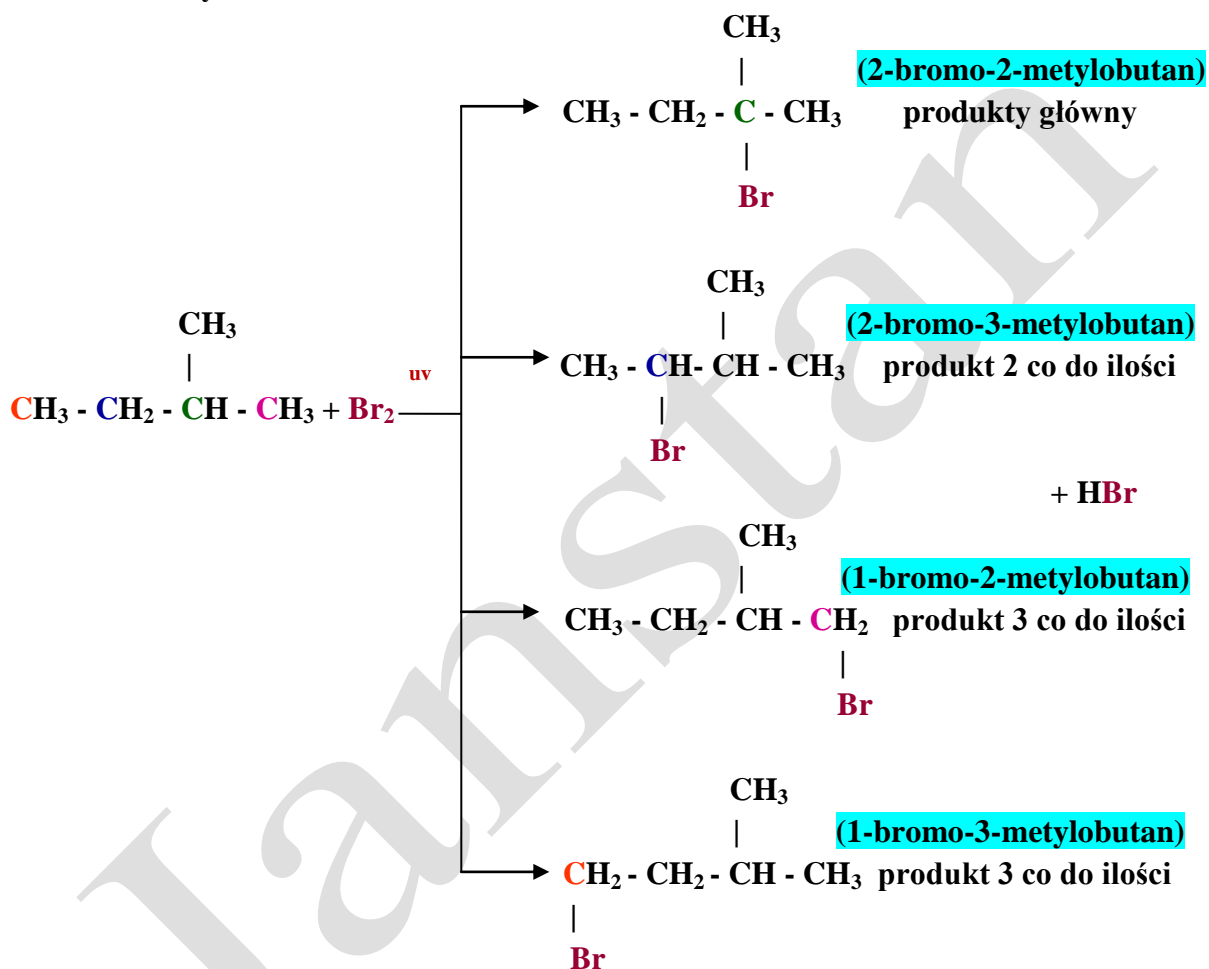 CH₃
| (2-bromo-2-metylobutan)
CH₃ - CH₂ - C - CH₃ produkty główny
|
Br
CH₃
CH₃ | (2-bromo-3-metylobutan)
| uv CH₃ - CH- CH - CH₃ produkt 2 co do ilości
CH₃ - CH₂ - CH - CH₃ + Br₂ |
Br
+ HBr
CH₃
| (1-bromo-2-metylobutan)
CH₃ - CH₂ - CH - CH₂ produkt 3 co do ilości
|
Br
CH₃
| (1-bromo-3-metylobutan)
CH₂ - CH₂ - CH - CH₃ produkt 3 co do ilości
|
Br
Janstan